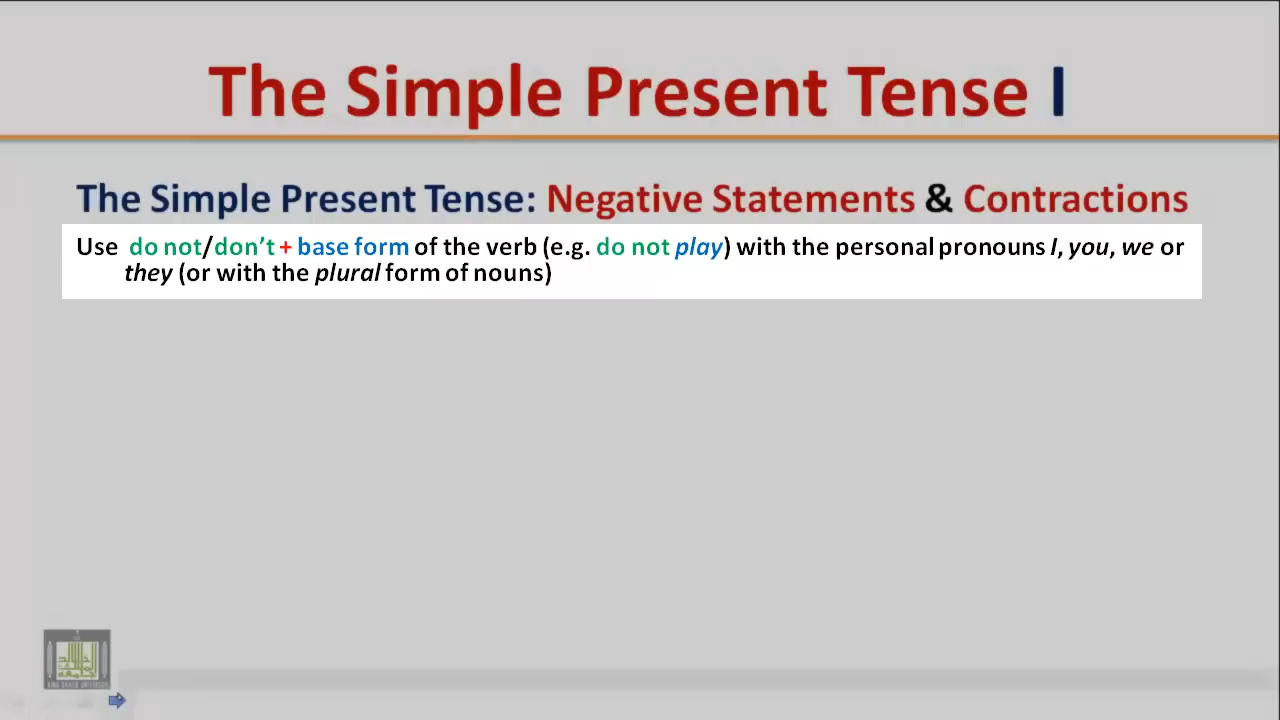 The Simple Present Tense I
The Simple Present Tense: Negative Statements & Contractions
Use do not/don't + base form of the verb (e.g. do not play) with the personal pronouns I, you, we or
they (or with the plural form of nouns)